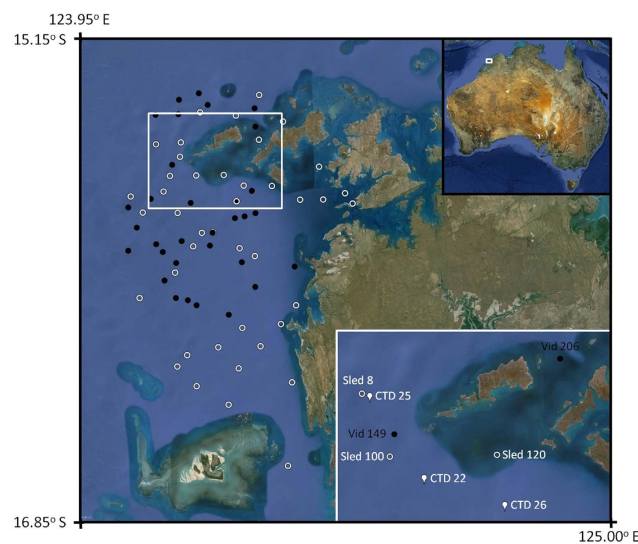 123.95° E
15.15° S
Vid 206
Sled 8
CTD 25
Vid 149
Sled 100
Sled 120
CTD 22
CTD 26
16.85° S
125.00° E